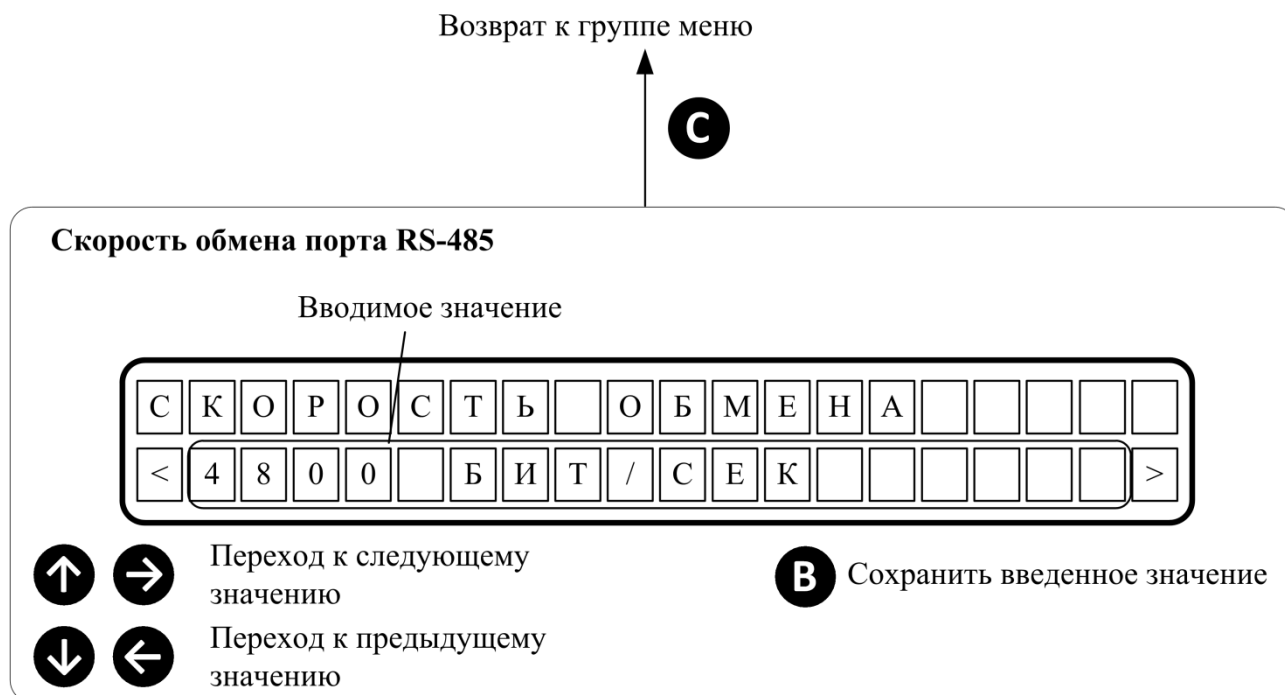 Возврат к группе меню
C
Скорость обмена порта RS-485
Вводимое значение
СКОРОСТЬ ОБМЕНА
<4800 БИТ/СЕК >
↑ → Переход к следующему
значению
B Сохранить введенное значение
↓ ← Переход к предыдущему
значению